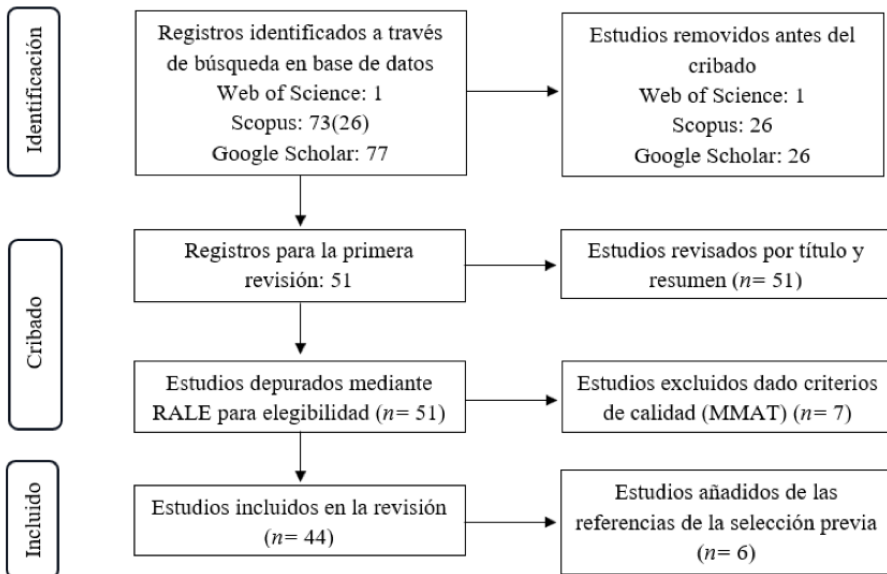 Identificación
Registros identificados a través
de búsqueda en base de datos
Web of Science: 1
Scopus: 73(26)
Google Scholar: 77
Estudios removidos antes del
cribado
Web of Science: 1
Scopus: 26
Google Scholar: 26
Cribado
Registros para la primera
revisión: 51
Estudios revisados por título y
resumen (n= 51)
Estudios depurados mediante
RALE para elegibilidad (n= 51)
Estudios excluidos dado criterios
de calidad (MMAT) (n= 7)
Incluido
Estudios incluidos en la revisión
(n= 44)
Estudios añadidos de las
referencias de la selección previa
(n= 6)